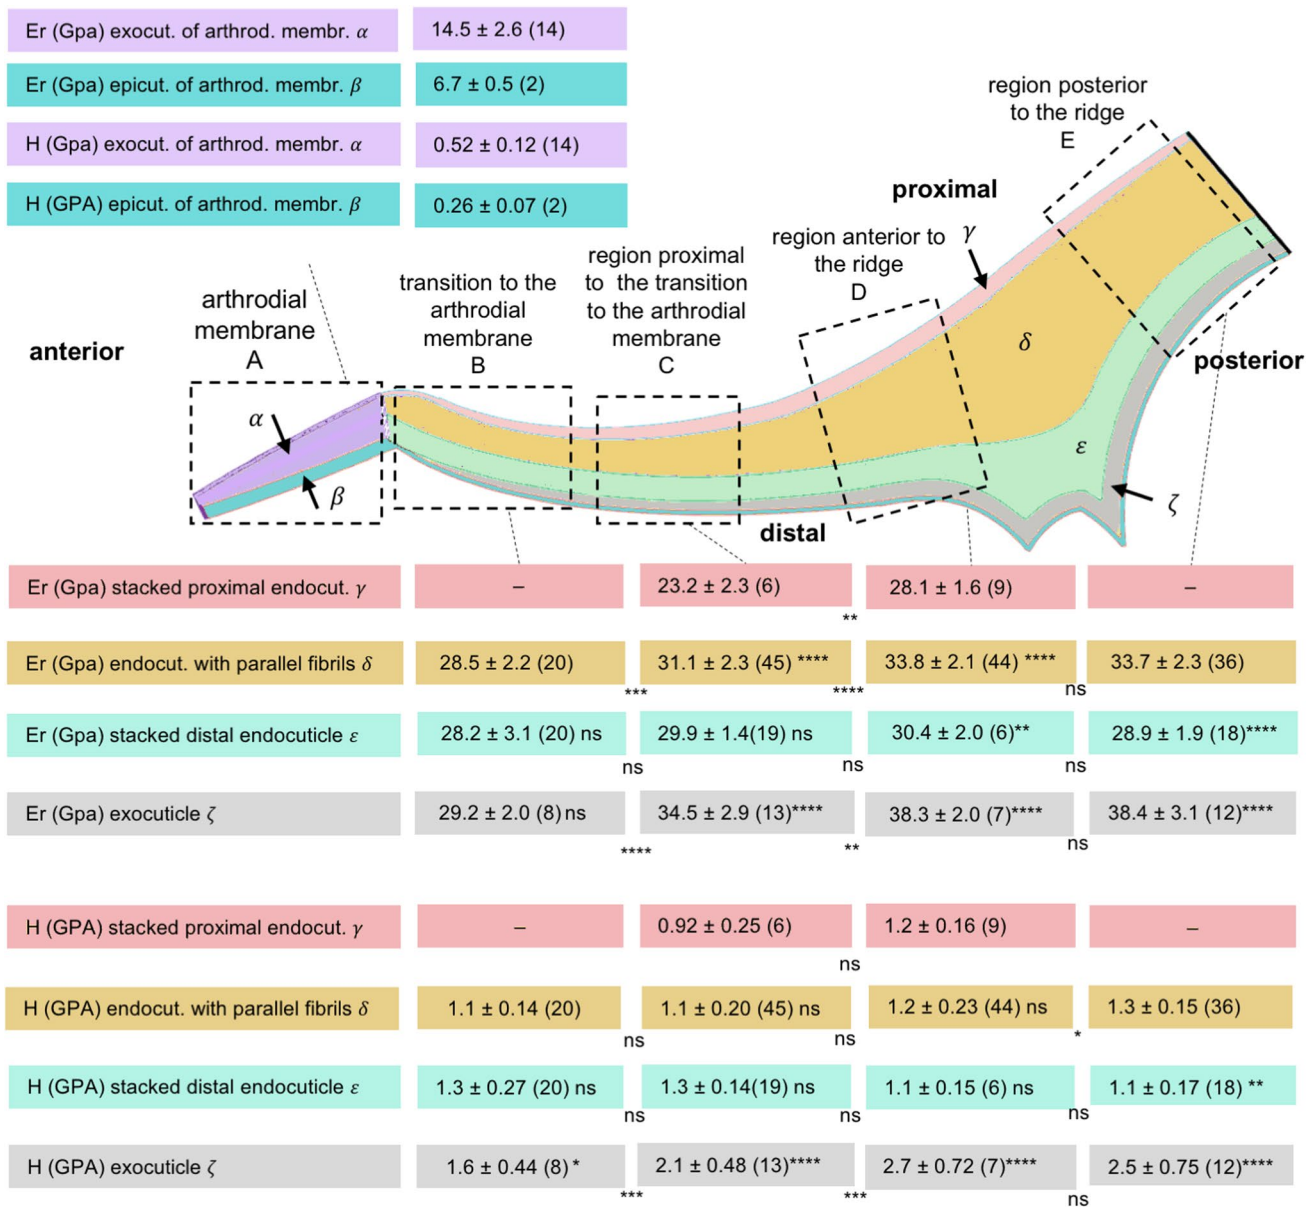 Er (Gpa) exocut. of arthrod. membr. α 14.5 ± 2.6 (14)
Er (Gpa) epicut. of arthrod. membr. β 6.7 ± 0.5 (2)
H (Gpa) exocut. of arthrod. membr. α 0.52 ± 0.12 (14)
H (GPA) epicut. of arthrod. membr. β 0.26 ± 0.07 (2)
region posterior
to the ridge
E
proximal
γ
region anterior to
the ridge
D
region proximal
to the transition
to the arthrodial
membrane
C
transition to the
arthrodial
membrane
B
arthrodial
membrane
A
anterior
posterior
α
β
δ
ε
ζ
distal
Er (Gpa) stacked proximal endocut. γ – 23.2 ± 2.3 (6) 28.1 ± 1.6 (9) –
**
Er (Gpa) endocut. with parallel fibrils δ 28.5 ± 2.2 (20) 31.1 ± 2.3 (45) **** 33.8 ± 2.1 (44) **** 33.7 ± 2.3 (36)
*** **** ns
Er (Gpa) stacked distal endocuticle ε 28.2 ± 3.1 (20) ns 29.9 ± 1.4(19) ns 30.4 ± 2.0 (6)** 28.9 ± 1.9 (18)****
ns ns ns
Er (Gpa) exocuticle ζ 29.2 ± 2.0 (8) ns 34.5 ± 2.9 (13)**** 38.3 ± 2.0 (7)**** 38.4 ± 3.1 (12)****
**** ** ns
H (GPA) stacked proximal endocut. γ – 0.92 ± 0.25 (6) 1.2 ± 0.16 (9) –
ns
H (GPA) endocut. with parallel fibrils δ 1.1 ± 0.14 (20) 1.1 ± 0.20 (45) ns 1.2 ± 0.23 (44) ns 1.3 ± 0.15 (36)
ns ns *
H (GPA) stacked distal endocuticle ε 1.3 ± 0.27 (20) ns 1.3 ± 0.14(19) ns 1.1 ± 0.15 (6) ns 1.1 ± 0.17 (18) **
ns ns ns
H (GPA) exocuticle ζ 1.6 ± 0.44 (8) * 2.1 ± 0.48 (13)**** 2.7 ± 0.72 (7)**** 2.5 ± 0.75 (12)****
*** *** ns